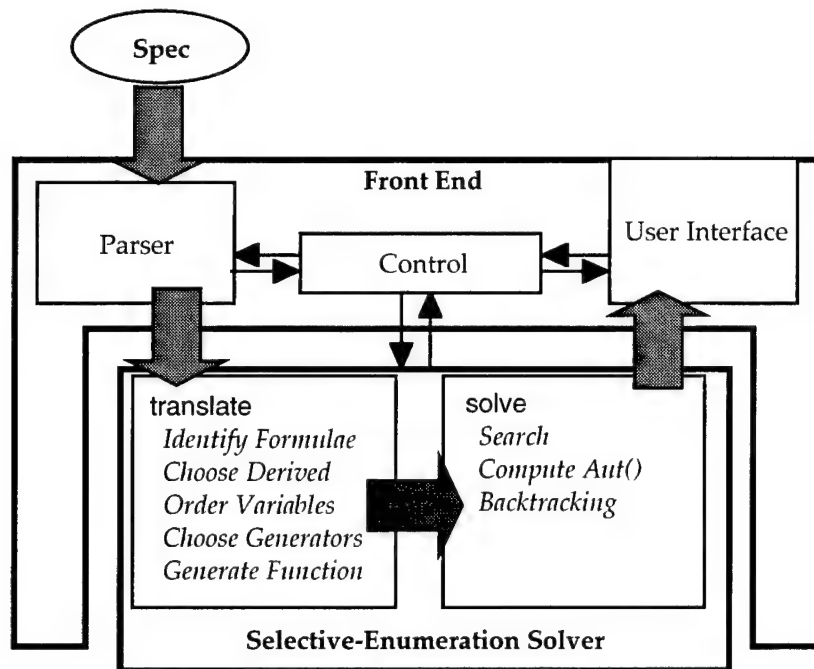 Spec
Front End
Parser
Control
User Interface
translate
Identify Formulae
Choose Derived
Order Variables
Choose Generators
Generate Function
solve
Search
Compute Aut()
Backtracking
Selective-Enumeration Solver